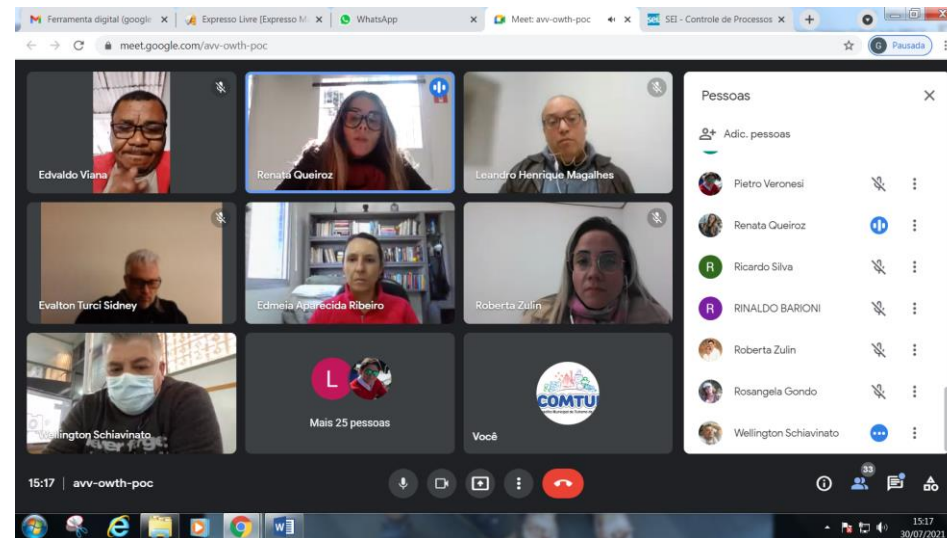 Ferramenta digital (google
Expresso Livre [Expresso M
WhatsApp
Meet: avv-owth-poc
sei
SEI - Controle de Processos
meet.google.com/avv-owth-poc
G
Pausada
Edvaldo Viana
Renata Queiroz
Leandro Henrique Magalhes
Evalton Turci Sidney
Edmeia Aparecida Ribeiro
Roberta Zulin
Wellington Schiavinato
L
Mais 25 pessoas
COMTU
Você
Pessoas
Adic. pessoas
Pietro Veronesi
Renata Queiroz
R
Ricardo Silva
R
RINALDO BARIONI
Roberta Zulin
Rosangela Gondo
Wellington Schiavinato
15:17 | avv-owth-poc
33
15:17
30/07/2021